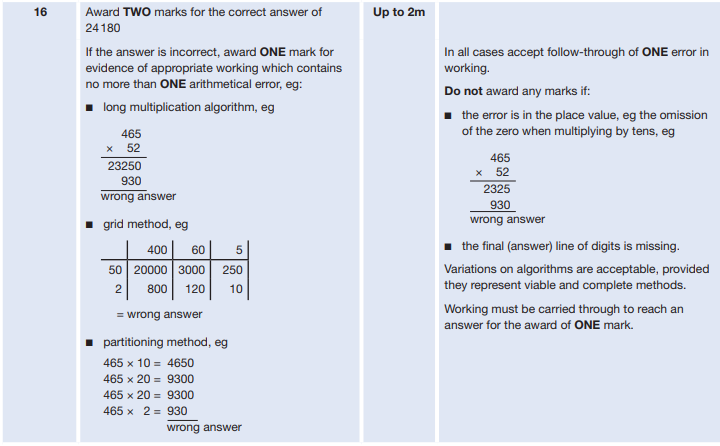 16
Award TWO marks for the correct answer of
24 180
If the answer is incorrect, award ONE mark for
evidence of appropriate working which contains
no more than ONE arithmetical error, eg:
■ long multiplication algorithm, eg
465
× 52
23250
930
wrong answer
■ grid method, eg
400 60 5
50 20000 3000 250
2 800 120 10
= wrong answer
■ partitioning method, eg
465 × 10 = 4650
465 × 20 = 9300
465 × 20 = 9300
465 × 2 = 930
wrong answer
Up to 2m
In all cases accept follow-through of ONE error in
working.
Do not award any marks if:
■ the error is in the place value, eg the omission
of the zero when multiplying by tens, eg
465
× 52
2325
930
wrong answer
■ the final (answer) line of digits is missing.
Variations on algorithms are acceptable, provided
they represent viable and complete methods.
Working must be carried through to reach an
answer for the award of ONE mark.